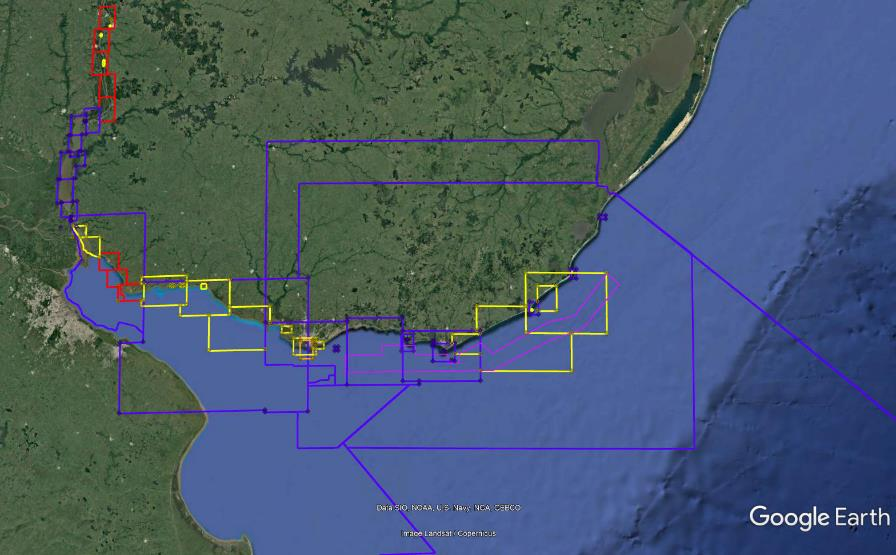 Data SIO, NOAA, U.S. Navy, NGA, GEBCO
Image Landsat / Copernicus
Google Earth